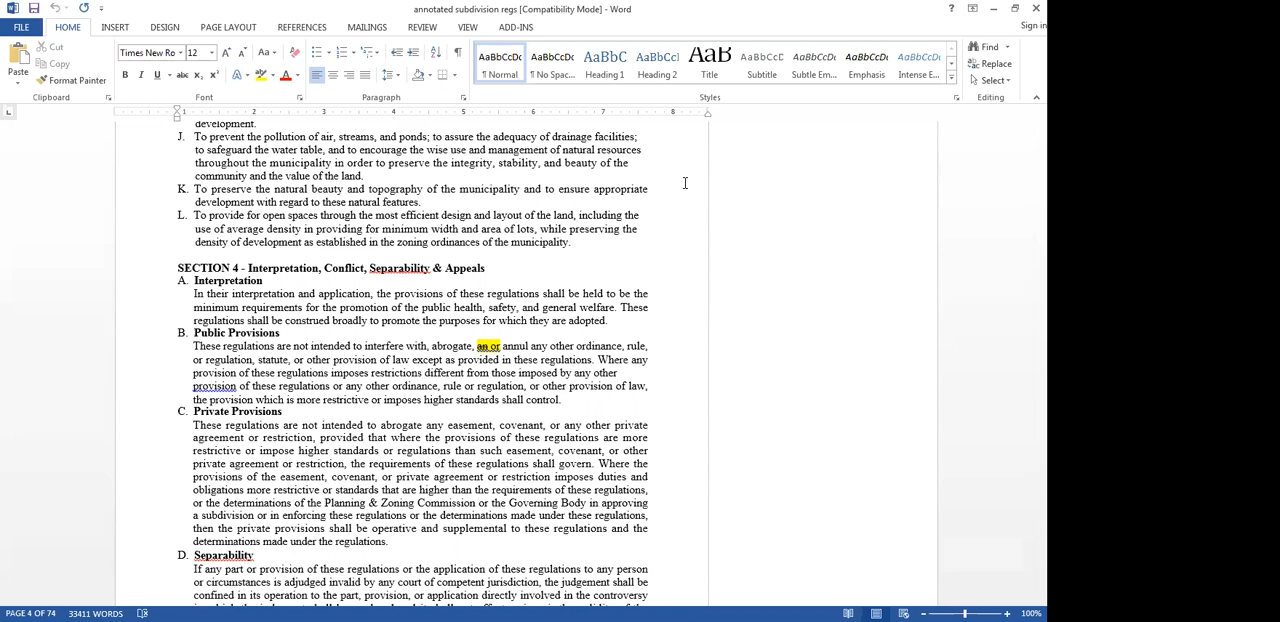 annotated subdivision regs [Compatibility Mode] - Word
Sign in
FILE HOME INSERT DESIGN PAGE LAYOUT REFERENCES MAILINGS REVIEW VIEW ADD-INS
Paste
Cut
Copy
Format Painter
Clipboard
Times New Ro 12
Font
Paragraph
AaBbCcDc AaBbCcDc AaBbC AaBbCc AaB AaBbCcC AaBbCcDc AaBbCcDc AaBbCcDc
¶ Normal ¶ No Spac... Heading 1 Heading 2 Title Subtitle Subtle Em... Emphasis Intense E...
Styles
Find
Replace
Select
Editing
1 2 3 4 5 6 7 8
development.
J. To prevent the pollution of air, streams, and ponds; to assure the adequacy of drainage facilities;
to safeguard the water table, and to encourage the wise use and management of natural resources
throughout the municipality in order to preserve the integrity, stability, and beauty of the
community and the value of the land.
K. To preserve the natural beauty and topography of the municipality and to ensure appropriate
development with regard to these natural features.
L. To provide for open spaces through the most efficient design and layout of the land, including the
use of average density in providing for minimum width and area of lots, while preserving the
density of development as established in the zoning ordinances of the municipality.
SECTION 4 - Interpretation, Conflict, Separability & Appeals
A. Interpretation
In their interpretation and application, the provisions of these regulations shall be held to be the
minimum requirements for the promotion of the public health, safety, and general welfare. These
regulations shall be construed broadly to promote the purposes for which they are adopted.
B. Public Provisions
These regulations are not intended to interfere with, abrogate, an or annul any other ordinance, rule,
or regulation, statute, or other provision of law except as provided in these regulations. Where any
provision of these regulations imposes restrictions different from those imposed by any other
provision of these regulations or any other ordinance, rule or regulation, or other provision of law,
the provision which is more restrictive or imposes higher standards shall control.
C. Private Provisions
These regulations are not intended to abrogate any easement, covenant, or any other private
agreement or restriction, provided that where the provisions of these regulations are more
restrictive or impose higher standards or regulations than such easement, covenant, or other
private agreement or restriction, the requirements of these regulations shall govern. Where the
provisions of the easement, covenant, or private agreement or restriction imposes duties and
obligations more restrictive or standards that are higher than the requirements of these regulations,
or the determinations of the Planning & Zoning Commission or the Governing Body in approving
a subdivision or in enforcing these regulations or the determinations made under these regulations,
then the private provisions shall be operative and supplemental to these regulations and the
determinations made under the regulations.
D. Separability
If any part or provision of these regulations or the application of these regulations to any person
or circumstances is adjudged invalid by any court of competent jurisdiction, the judgement shall be
confined in its operation to the part, provision, or application directly involved in the controversy
PAGE 4 OF 74 33411 WORDS 100%